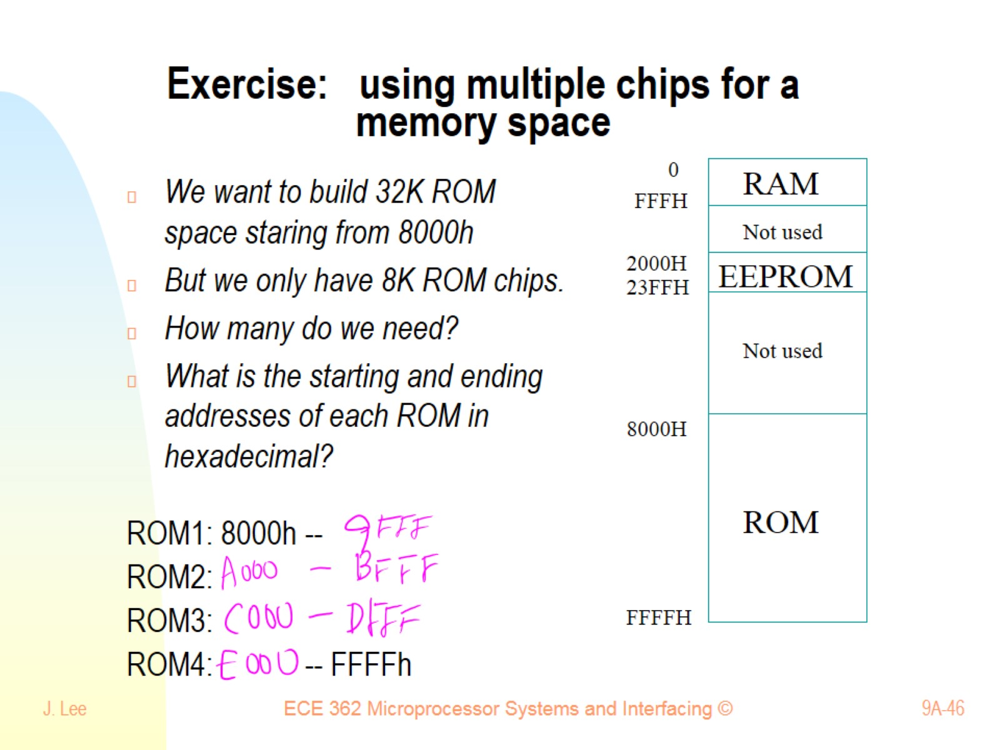 Exercise: using multiple chips for a
memory space
We want to build 32K ROM
space staring from 8000h
But we only have 8K ROM chips.
How many do we need?
What is the starting and ending
addresses of each ROM in
hexadecimal?
ROM1: 8000h -- 9FFF
ROM2: A000 - BFFF
ROM3: C000 - DFFF
ROM4: E000 -- FFFFh
0
RAM
FFFH
Not used
2000H
EEPROM
23FFH
Not used
8000H
ROM
FFFFH
J. Lee
ECE 362 Microprocessor Systems and Interfacing ©
9A-46